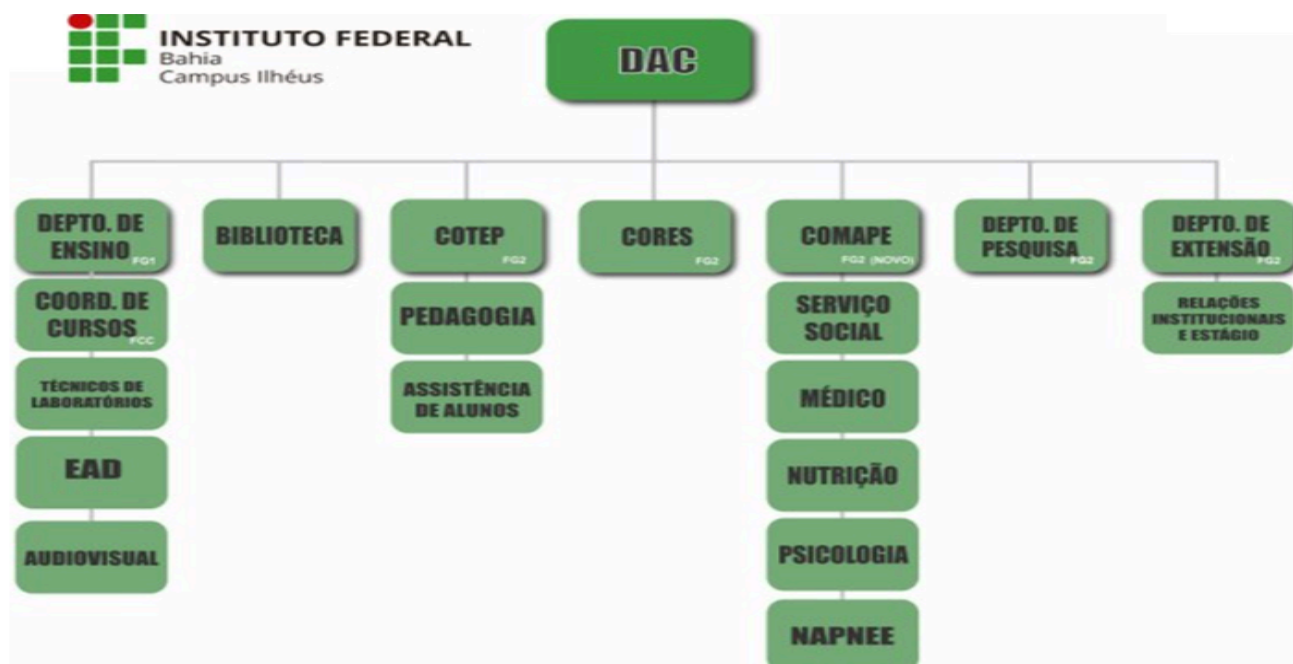 INSTITUTO FEDERAL
Bahia
Campus Ilhéus
DAC
DEPTO. DE
ENSINO
FG1
BIBLIOTECA
COTEP
FG2
CORES
FG2
COMAPE
FG2 (NOVO)
DEPTO. DE
PESQUISA
FG2
DEPTO. DE
EXTENSÃO
FG2
COORD. DE
CURSOS
FCC
PEDAGOGIA
SERVIÇO
SOCIAL
RELAÇÕES
INSTITUCIONAIS
E ESTÁGIO
TÉCNICOS DE
LABORATÓRIOS
ASSISTÊNCIA
DE ALUNOS
MÉDICO
EAD
NUTRIÇÃO
AUDIOVISUAL
PSICOLOGIA
NAPNEE